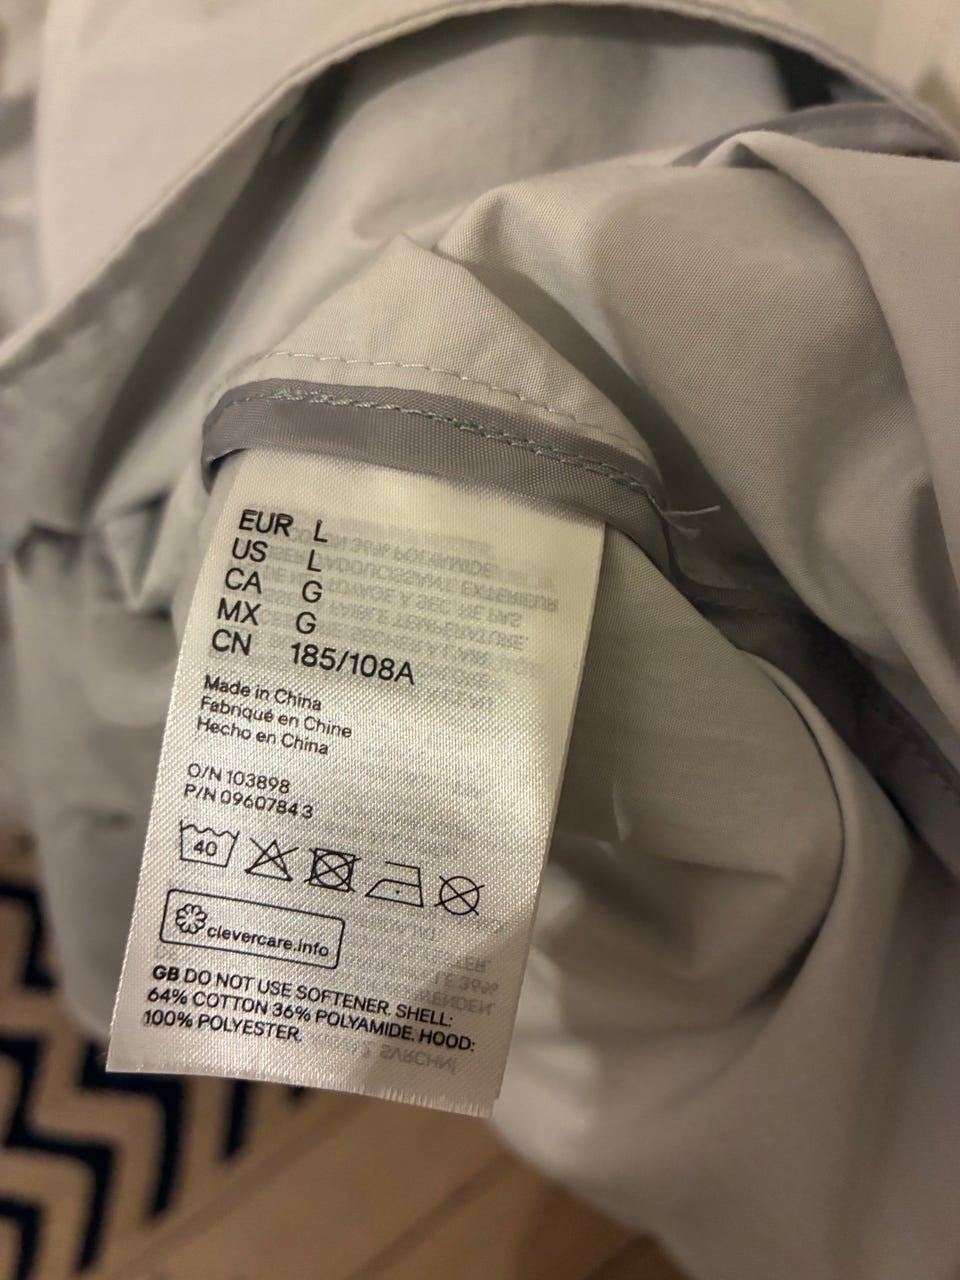 EUR L
US L
CA G
MX G
CN 185/108A
Made in China
Fabriqué en Chine
Hecho en China
O/N 103898
P/N 0960784 3
40
clevercare.info
GB DO NOT USE SOFTENER. SHELL:
64% COTTON 36% POLYAMIDE. HOOD:
100% POLYESTER.